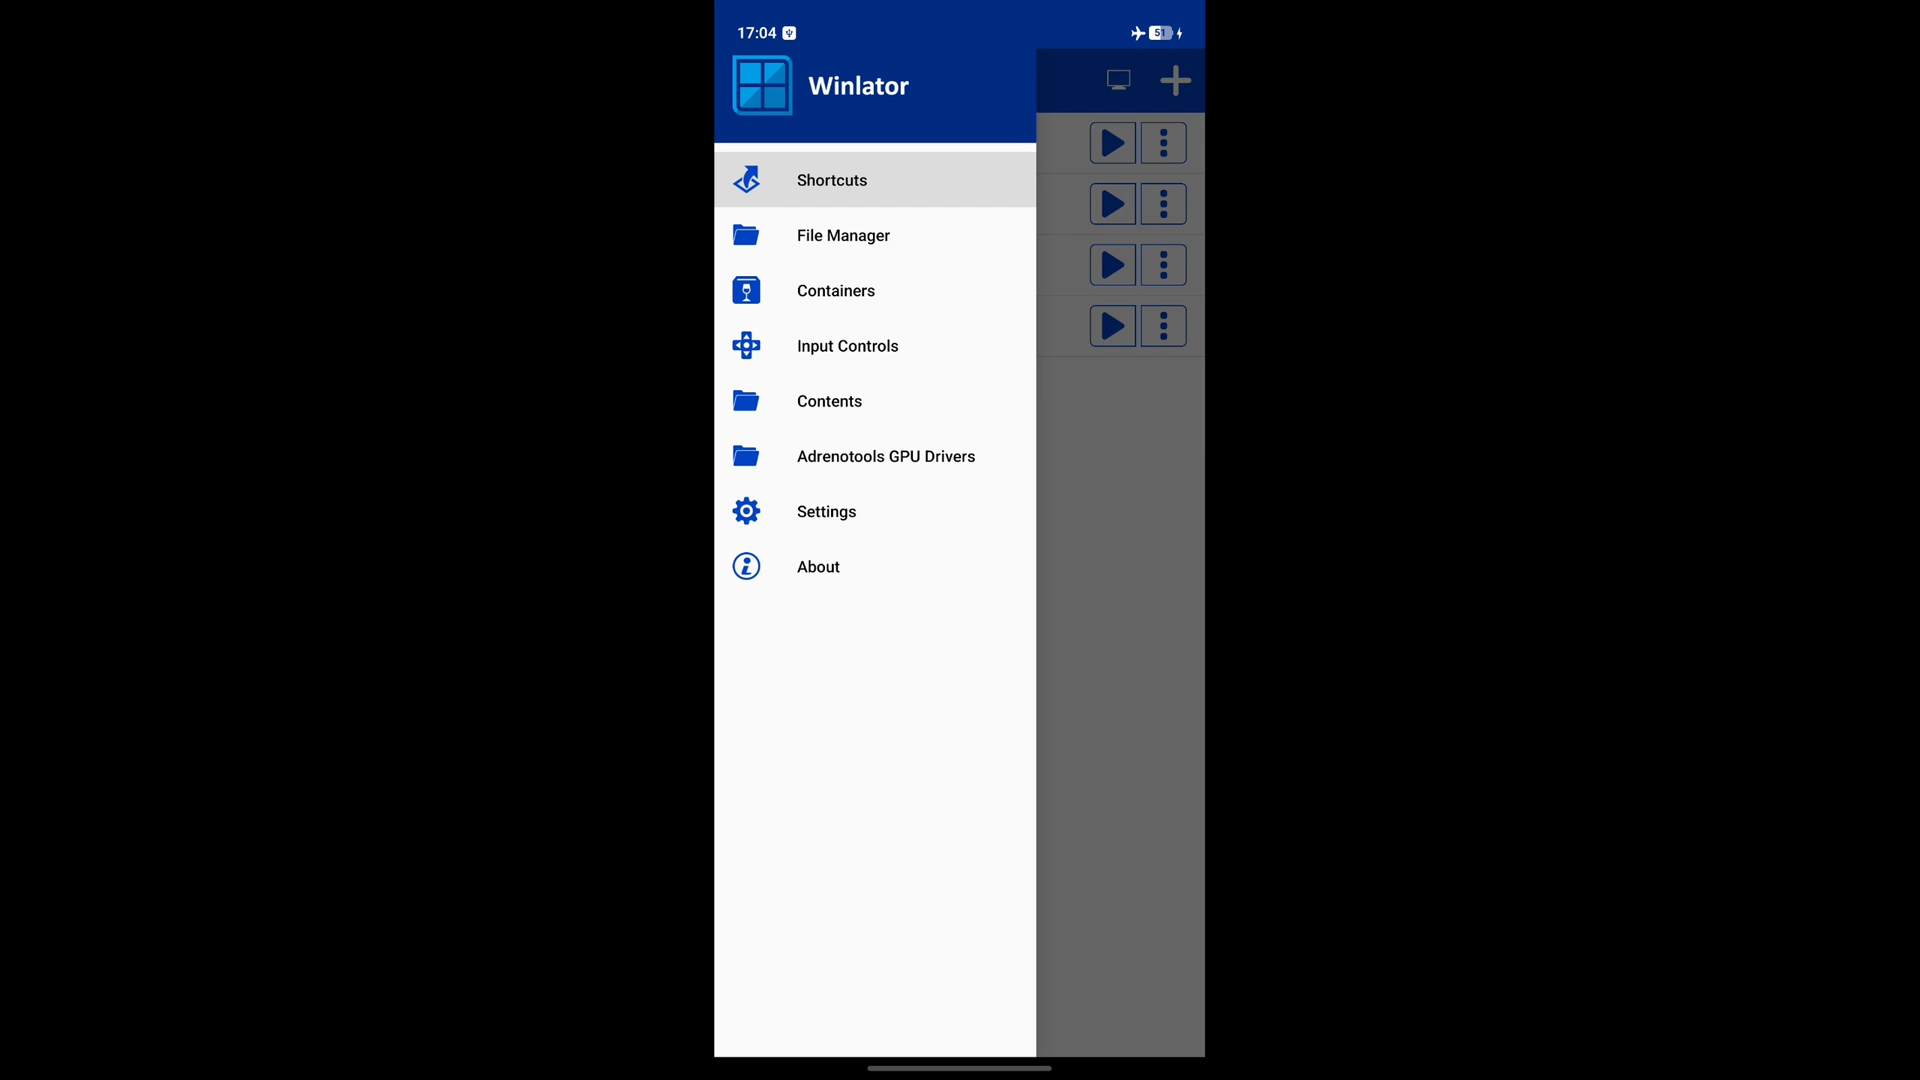 17:04
51
Winlator
Shortcuts
File Manager
Containers
Input Controls
Contents
Adrenotools GPU Drivers
Settings
About